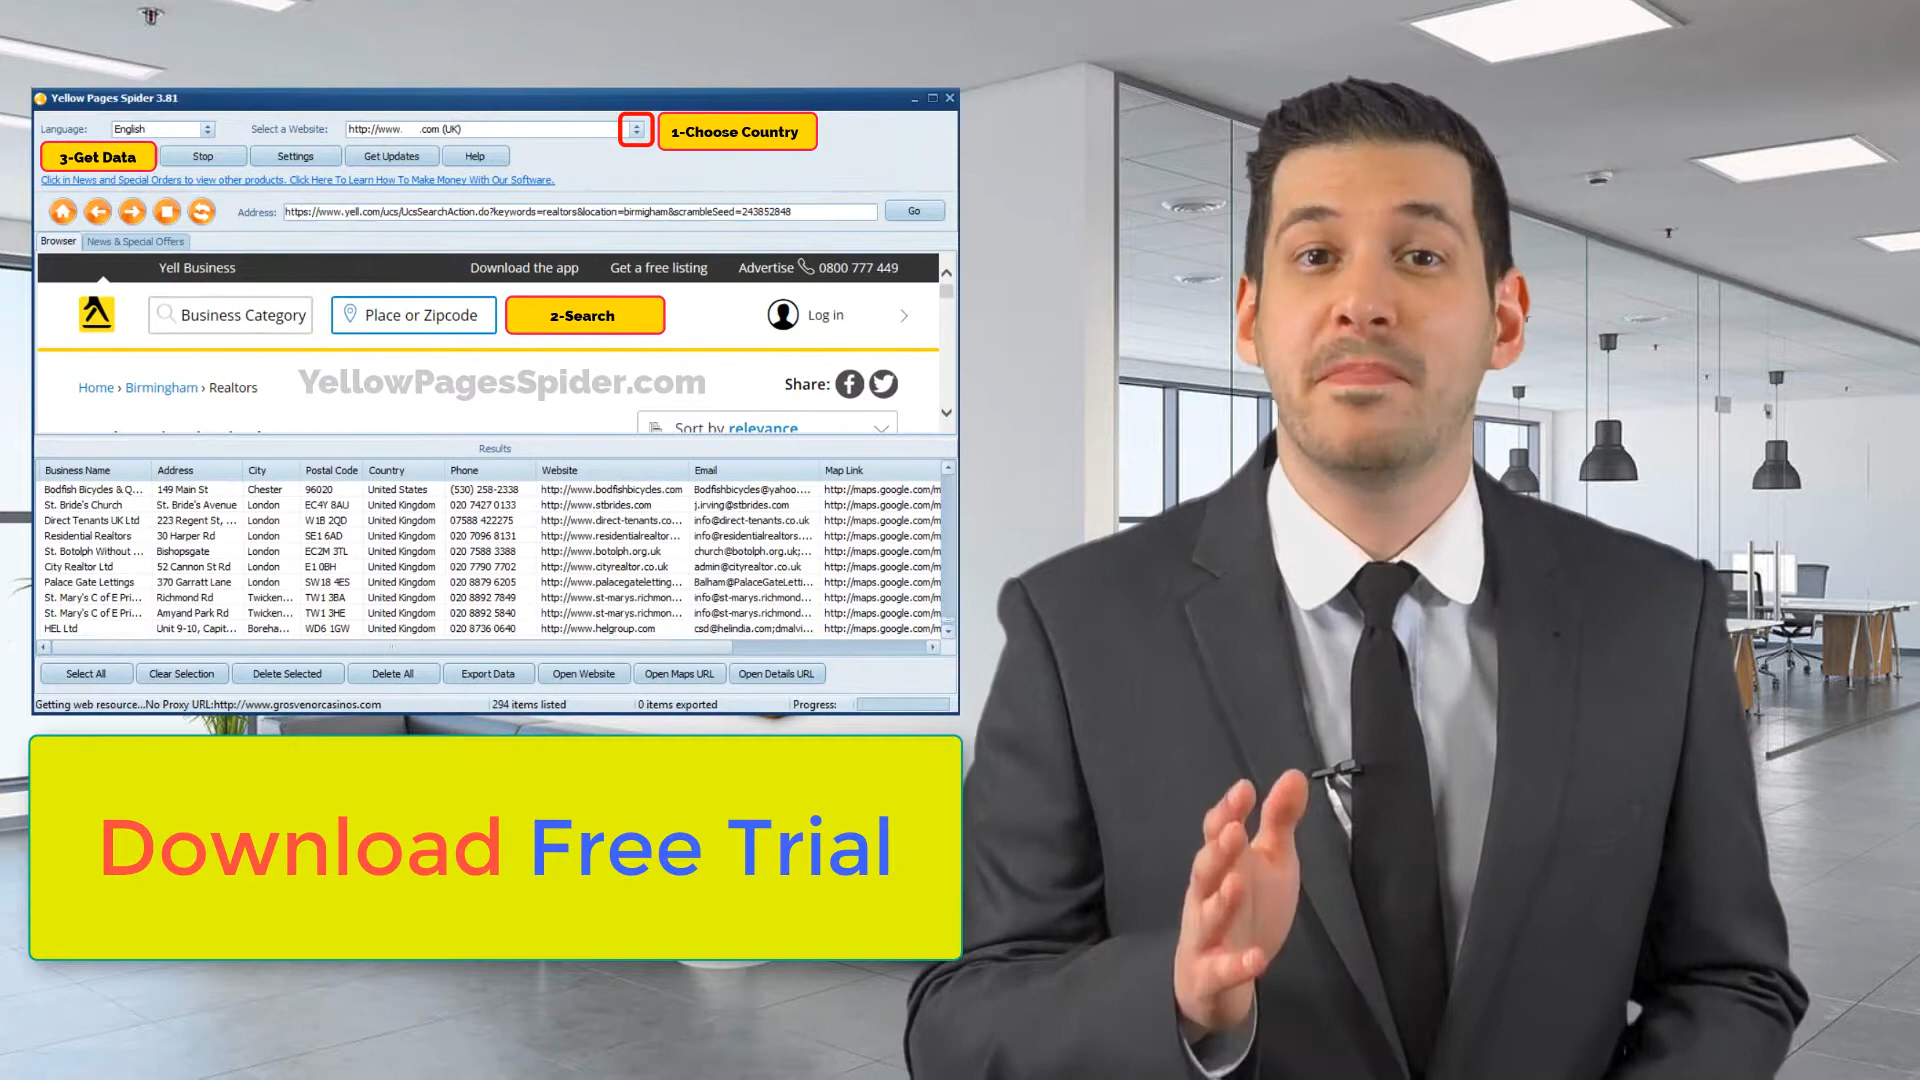 Yellow Pages Spider 3.81
Language: English Select a Website: http://www. .com (UK) 1-Choose Country
3-Get Data Stop Settings Get Updates Help
Click in News and Special Orders to view other products. Click Here To Learn How To Make Money With Our Software.
Address: https://www.yell.com/ucs/UcsSearchAction.do?keywords=realtors&location=birmigham&scrambleSeed=243852848 Go
Browser News & Special Offers
Yell Business Download the app Get a free listing Advertise 0800 777 449
Business Category Place or Zipcode 2-Search Log in
Home › Birmingham › Realtors YellowPagesSpider.com Share:
Sort by relevance
Results
Business Name Address City Postal Code Country Phone Website Email Map Link
Bodfish Bicycles & Q... 149 Main St Chester 96020 United States (530) 258-2338 http://www.bodfishbicycles.com Bodfishbicycles@yahoo.... http://maps.google.com/m
St. Bride's Church St. Bride's Avenue London EC4Y 8AU United Kingdom 020 7427 0133 http://www.stbrides.com j.irving@stbrides.com http://maps.google.com/m
Direct Tenants UK Ltd 223 Regent St, ... London W1B 2QD United Kingdom 07588 422275 http://www.direct-tenants.co... info@direct-tenants.co.uk http://maps.google.com/m
Residential Realtors 30 Harper Rd London SE1 6AD United Kingdom 020 7096 8131 http://www.residentialrealtor... info@residentialrealtors.... http://maps.google.com/m
St. Botolph Without ... Bishopsgate London EC2M 3TL United Kingdom 020 7588 3388 http://www.botolph.org.uk church@botolph.org.uk;... http://maps.google.com/m
City Realtor Ltd 52 Cannon St Rd London E1 0BH United Kingdom 020 7790 7702 http://www.cityrealtor.co.uk admin@cityrealtor.co.uk http://maps.google.com/m
Palace Gate Lettings 370 Garratt Lane London SW18 4ES United Kingdom 020 8879 6205 http://www.palacegateletting... Balham@PalaceGateLetti... http://maps.google.com/m
St. Mary's C of E Pri... Richmond Rd Twicken... TW1 3BA United Kingdom 020 8892 7849 http://www.st-marys.richmon... info@st-marys.richmond... http://maps.google.com/m
St. Mary's C of E Pri... Amyand Park Rd Twicken... TW1 3HE United Kingdom 020 8892 5840 http://www.st-marys.richmon... info@st-marys.richmond... http://maps.google.com/m
HEL Ltd Unit 9-10, Capit... Boreha... WD6 1GW United Kingdom 020 8736 0640 http://www.helgroup.com csd@helindia.com;dmalvi... http://maps.google.com/m
Select All Clear Selection Delete Selected Delete All Export Data Open Website Open Maps URL Open Details URL
Getting web resource...No Proxy URL:http://www.grosvenorcasinos.com 294 items listed 0 items exported Progress:
Download Free Trial